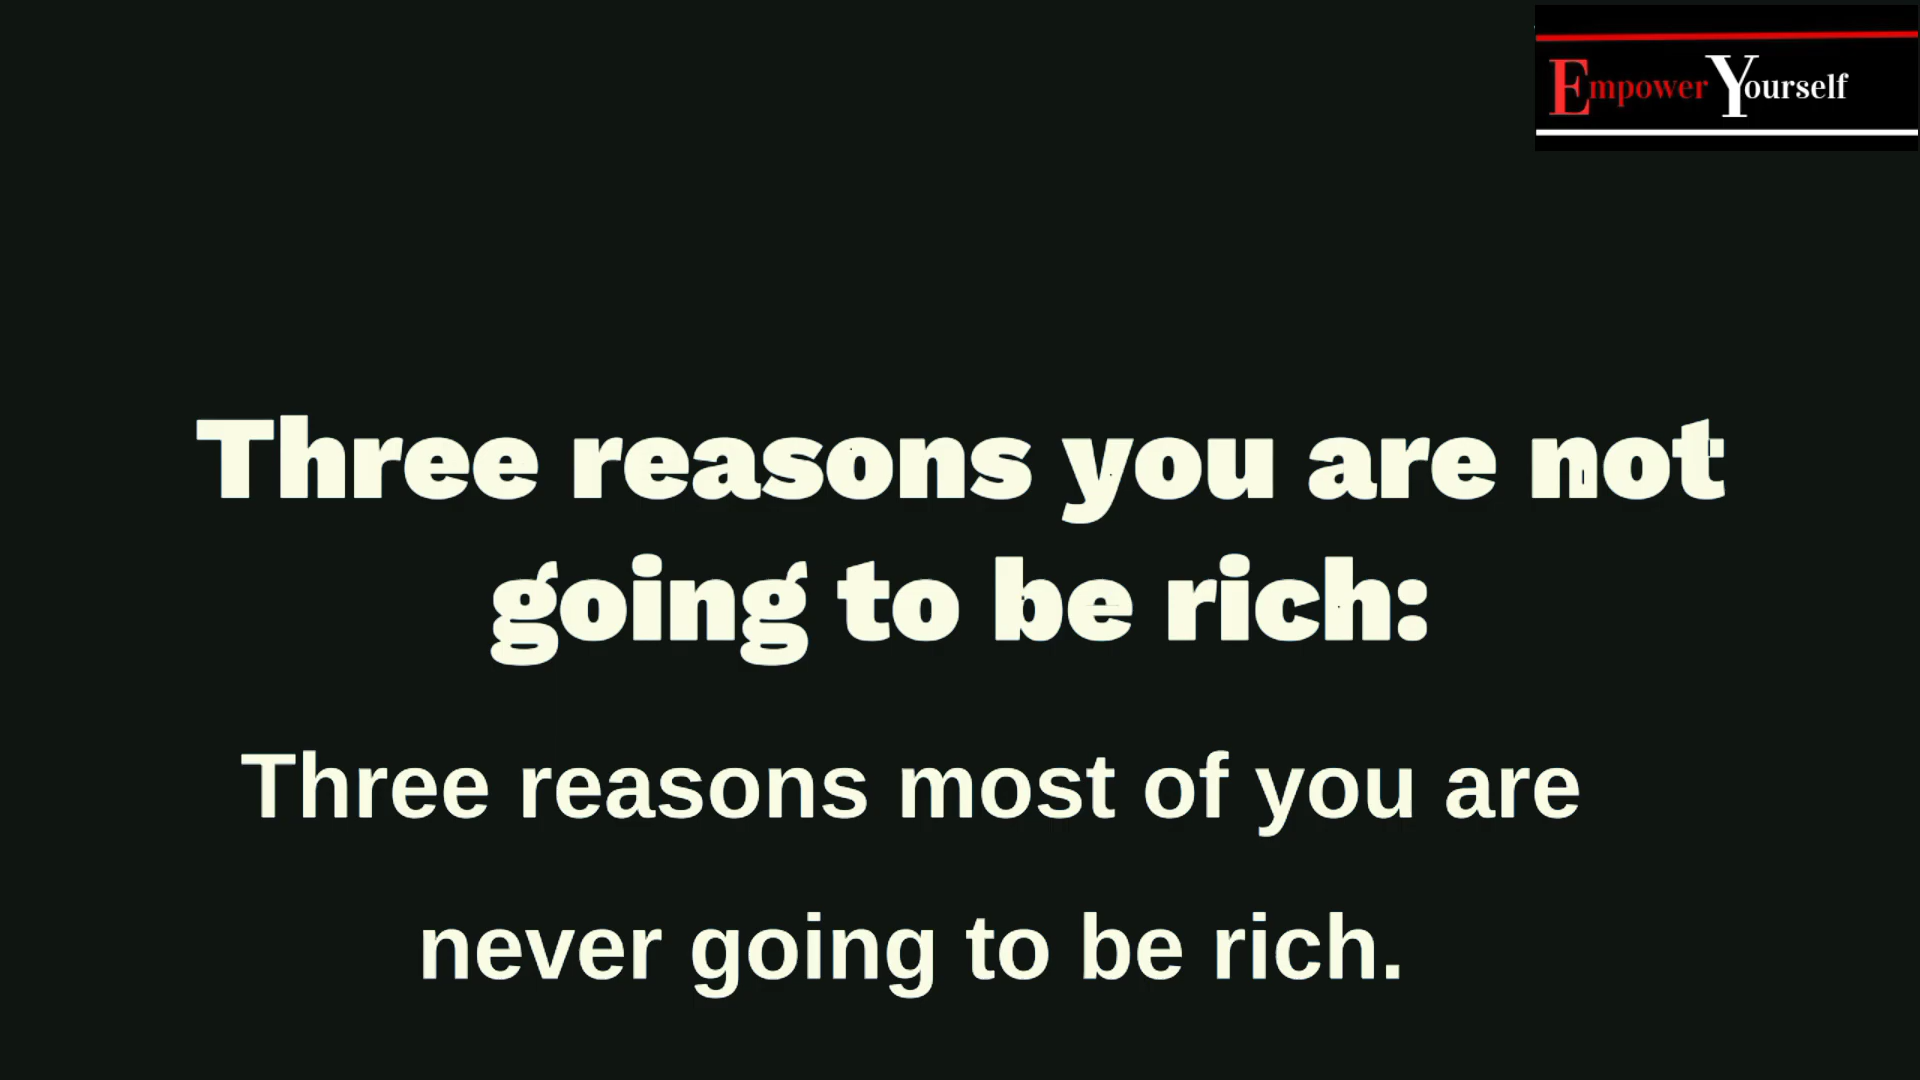 Empower Yourself
Three reasons you are not
going to be rich:
Three reasons most of you are
never going to be rich.